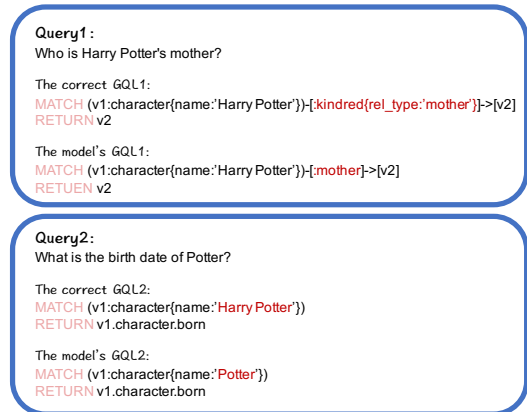 Query1:
Who is Harry Potter's mother?
The correct GQL1:
MATCH (v1:character{name:'Harry Potter'})-[:kindred{rel_type:'mother'}]->[v2]
RETURN v2
The model's GQL1:
MATCH (v1:character{name:'Harry Potter'})-[:mother]->[v2]
RETUEN v2
Query2:
What is the birth date of Potter?
The correct GQL2:
MATCH (v1:character{name:'Harry Potter'})
RETURN v1.character.born
The model's GQL2:
MATCH (v1:character{name:'Potter'})
RETURN v1.character.born